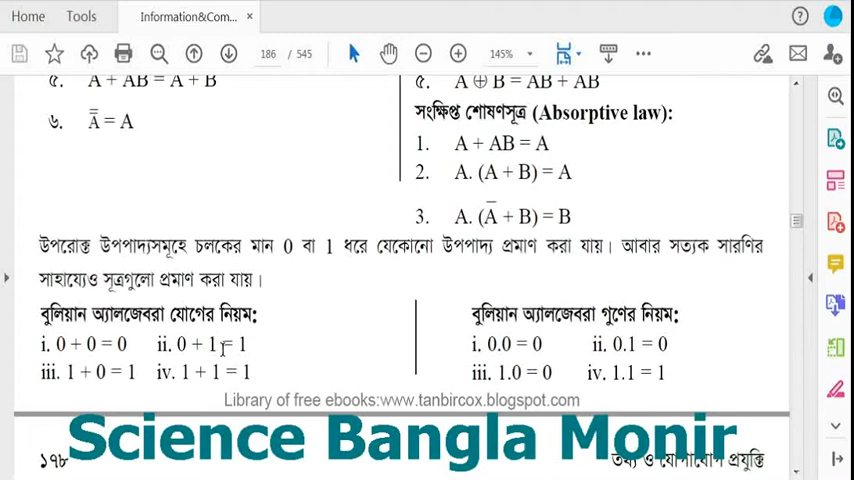 Home Tools Information&Com... ×
186 / 545 145%
৫. A + AB = A + B
৬. A̿ = A
৫. A ⊕ B = AB + AB
সংক্ষিপ্ত শোষণসূত্র (Absorptive law):
1. A + AB = A
2. A. (A + B) = A
3. A. (A̅ + B) = B
উপরোক্ত উপপাদ্যসমূহে চলকের মান 0 বা 1 ধরে যেকোনো উপপাদ্য প্রমাণ করা যায়। আবার সত্যক সারণির
সাহায্যেও সূত্রগুলো প্রমাণ করা যায়।
বুলিয়ান অ্যালজেবরা যোগের নিয়ম:
i. 0 + 0 = 0 ii. 0 + 1 = 1
iii. 1 + 0 = 1 iv. 1 + 1 = 1
বুলিয়ান অ্যালজেবরা গুণের নিয়ম:
i. 0.0 = 0 ii. 0.1 = 0
iii. 1.0 = 0 iv. 1.1 = 1
Library of free ebooks:www.tanbircox.blogspot.com
Science Bangla Monir
১৭৮ তথ্য ও যোগাযোগ প্রযুক্তি